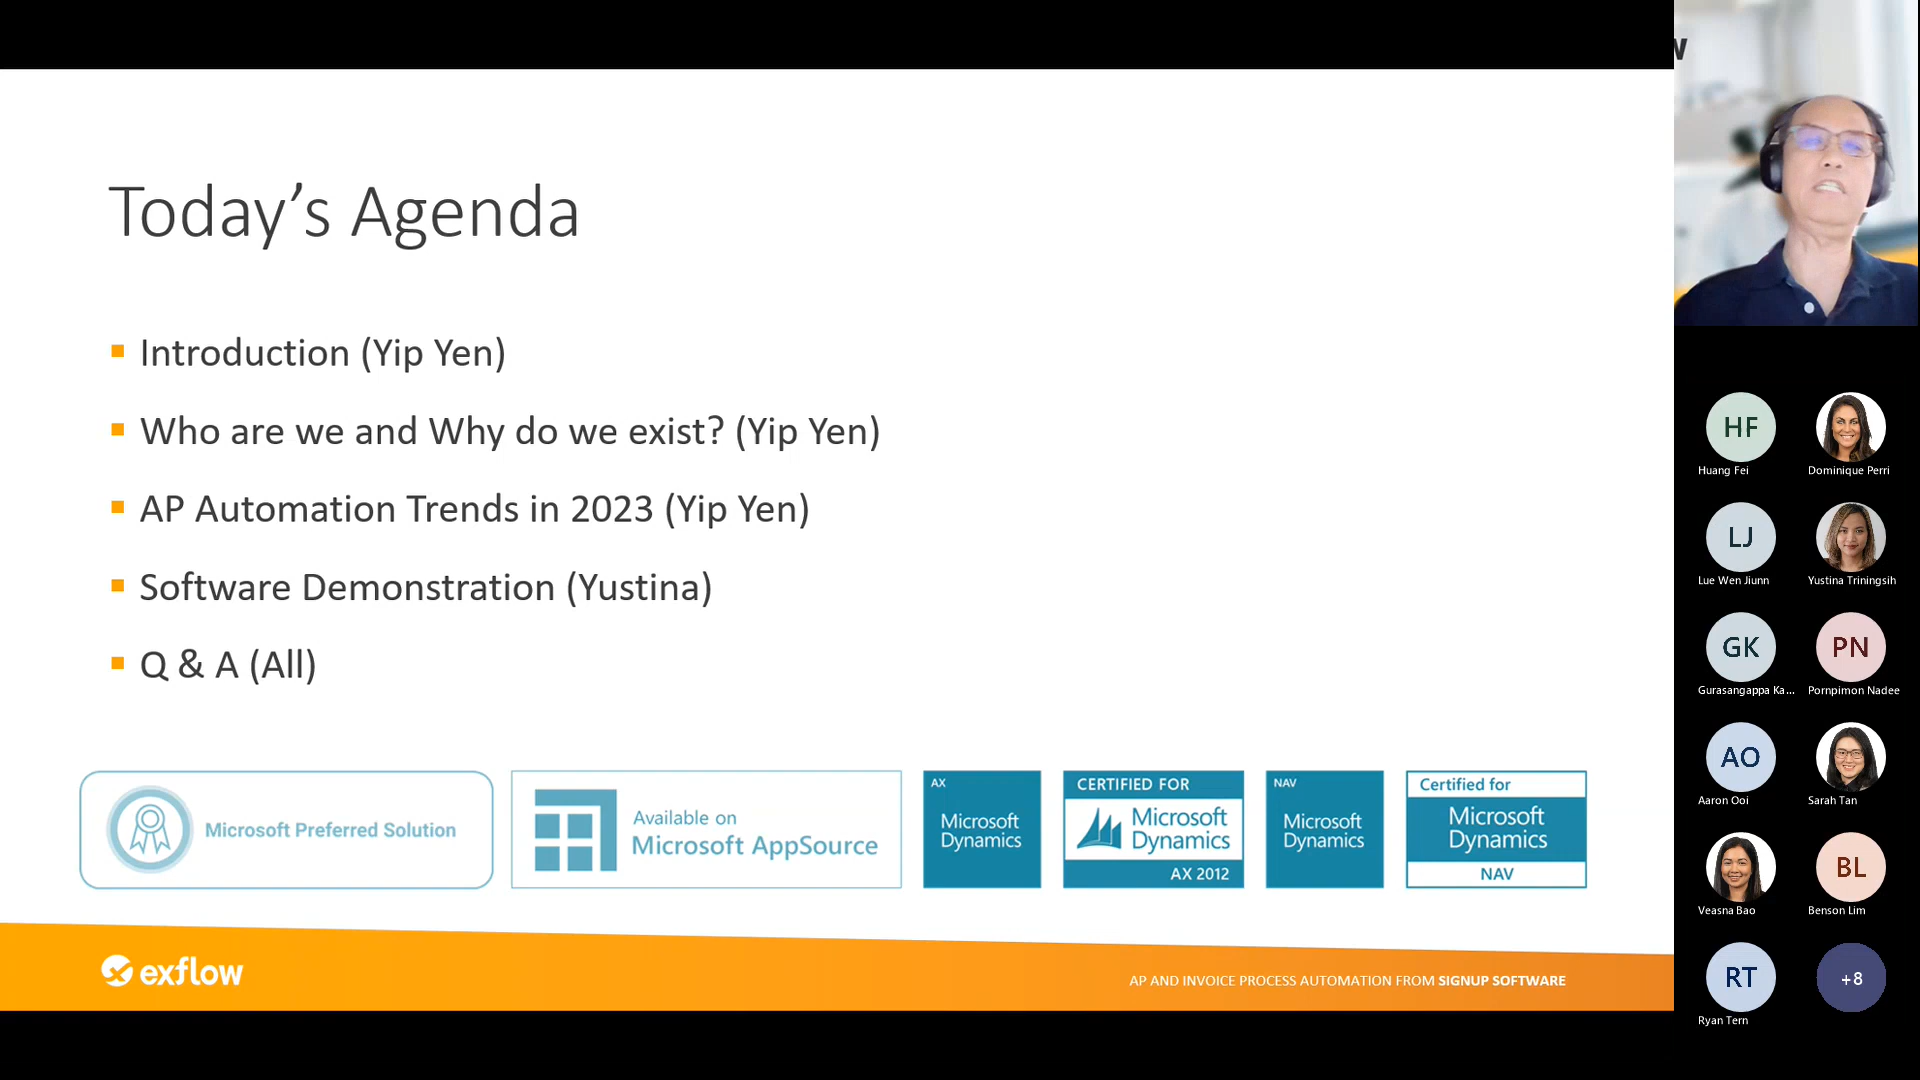 Today’s Agenda
Introduction (Yip Yen)
Who are we and Why do we exist? (Yip Yen)
AP Automation Trends in 2023 (Yip Yen)
Software Demonstration (Yustina)
Q & A (All)
Microsoft Preferred Solution
Available on
Microsoft AppSource
AX
Microsoft
Dynamics
CERTIFIED FOR
Microsoft
Dynamics
AX 2012
NAV
Microsoft
Dynamics
Certified for
Microsoft
Dynamics
NAV
exflow
AP AND INVOICE PROCESS AUTOMATION FROM SIGNUP SOFTWARE
HF
Huang Fei
Dominique Perri
LJ
Lue Wen Jiunn
Yustina Triningsih
GK
Gurasangappa Ka...
PN
Pornpimon Nadee
AO
Aaron Ooi
Sarah Tan
Veasna Bao
BL
Benson Lim
RT
Ryan Tern
+8